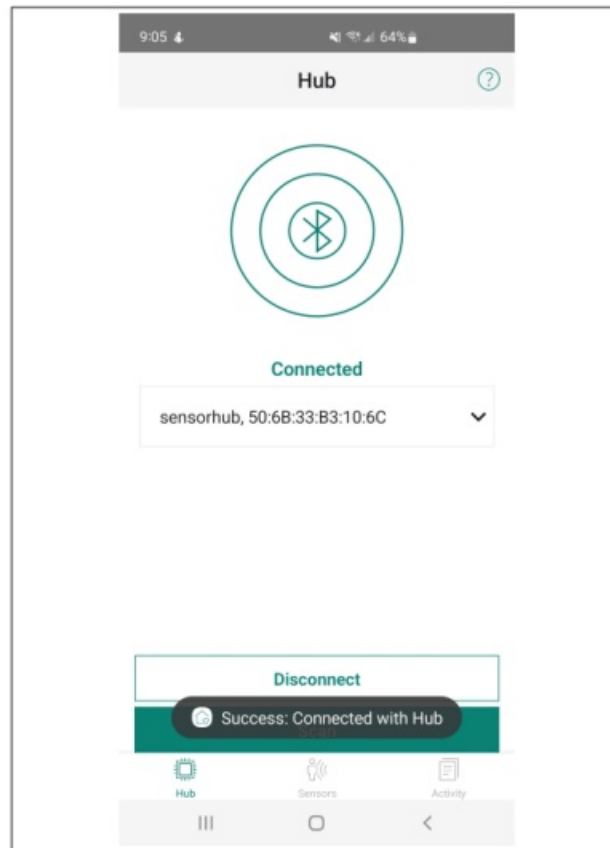 9:05 64%
Hub
?
Connected
sensorhub, 50:6B:33:B3:10:6C
Disconnect
Success: Connected with Hub
Scan
Hub Sensors Activity